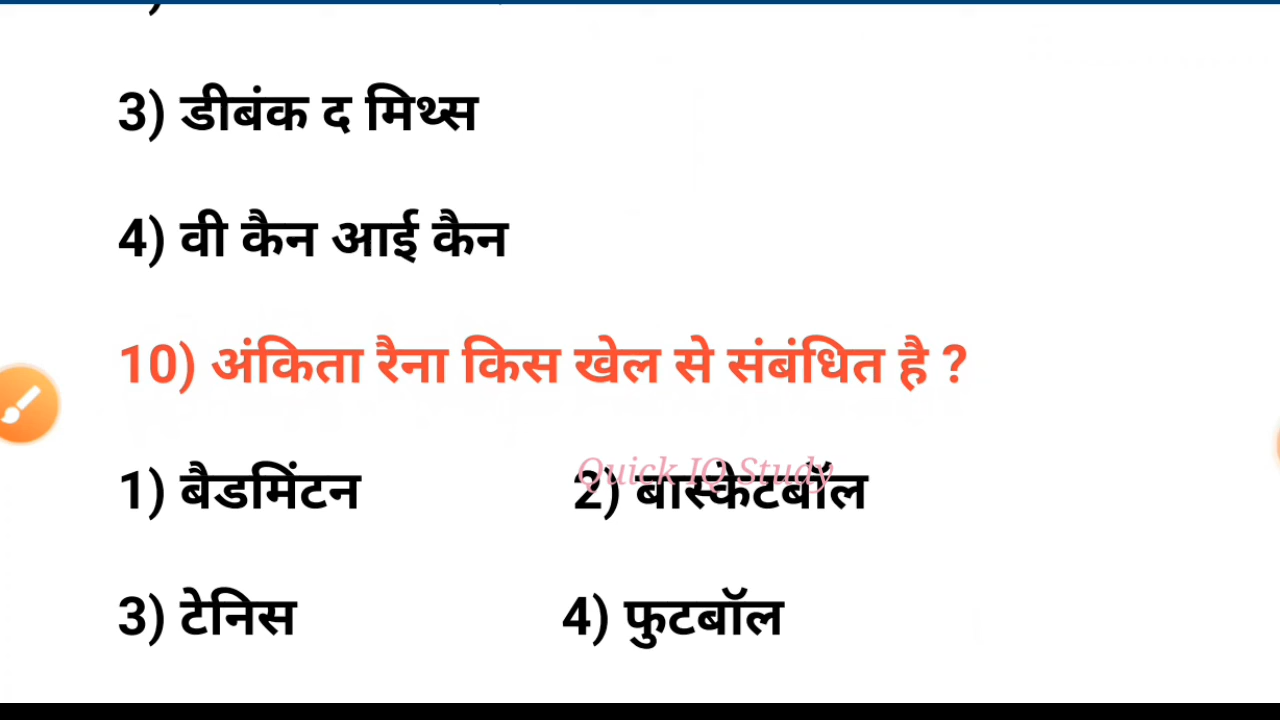 3) डीबंक द मिथ्स
4) वी कैन आई कैन
10) अंकिता रैना किस खेल से संबंधित है ?
Quick IQ Study
1) बैडमिंटन 2) बास्केटबॉल
3) टेनिस 4) फुटबॉल